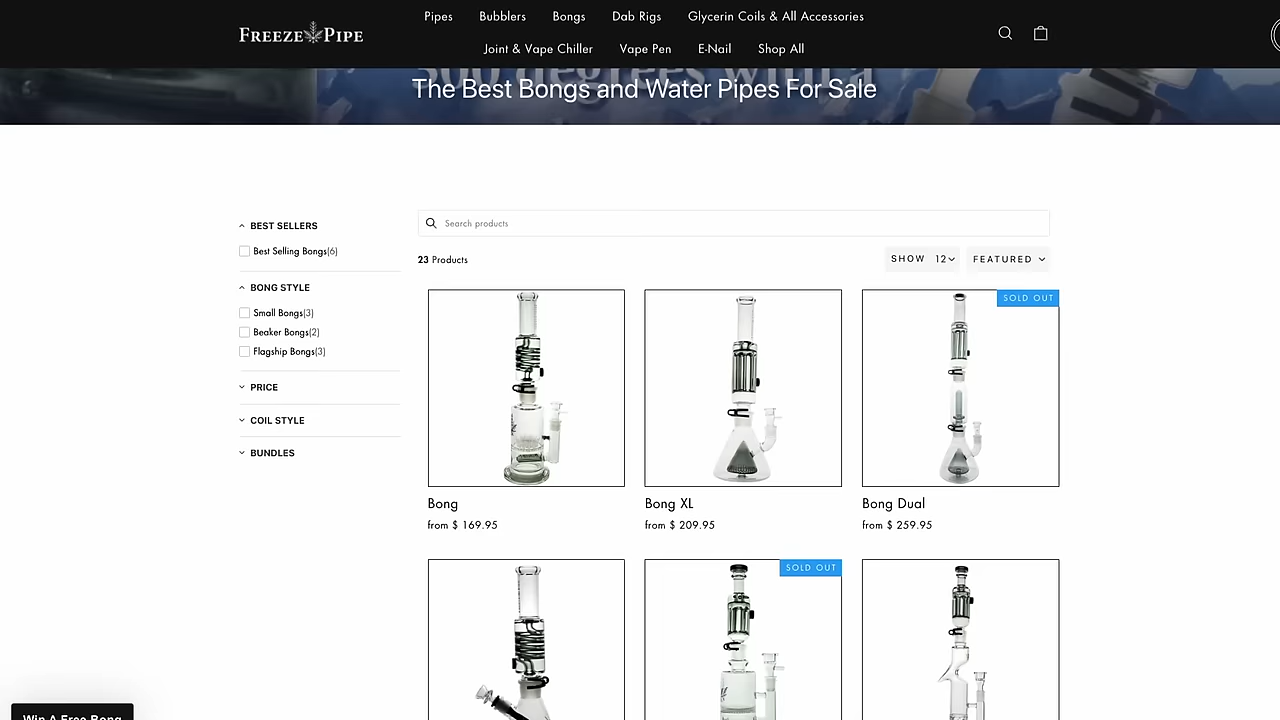 Pipes Bubblers Bongs Dab Rigs Glycerin Coils & All Accessories
FREEZE PIPE
Joint & Vape Chiller Vape Pen E-Nail Shop All
300 degrees with a
The Best Bongs and Water Pipes For Sale
BEST SELLERS
Best Selling Bongs(6)
BONG STYLE
Small Bongs(3)
Beaker Bongs(2)
Flagship Bongs(3)
PRICE
COIL STYLE
BUNDLES
Search products
23 Products
SHOW 12
FEATURED
SOLD OUT
Bong
from $ 169.95
Bong XL
from $ 209.95
Bong Dual
from $ 259.95
SOLD OUT
Win A Free Bong